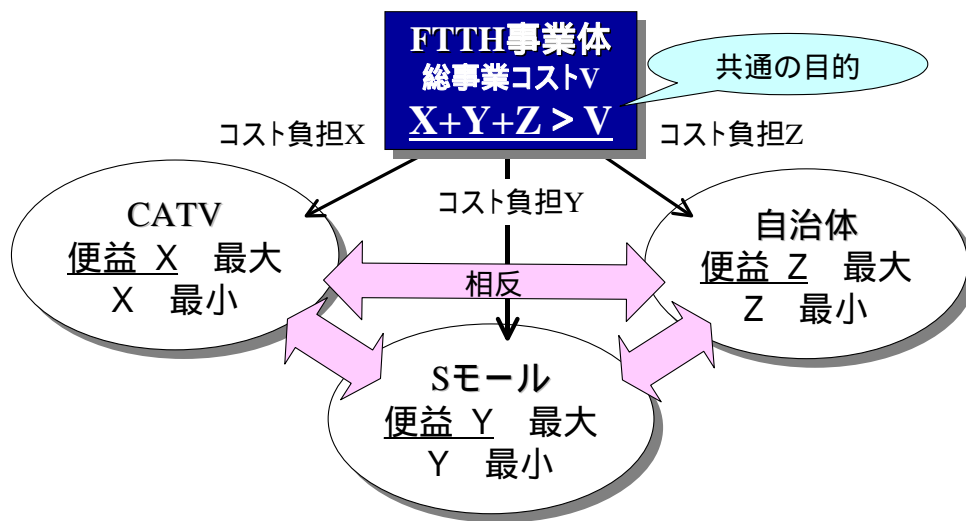 FTTH事業体
総事業コストV
X+Y+Z > V
共通の目的
コスト負担X
コスト負担Z
コスト負担Y
CATV
便益 X 最大
X 最小
自治体
便益 Z 最大
Z 最小
相反
Sモール
便益 Y 最大
Y 最小